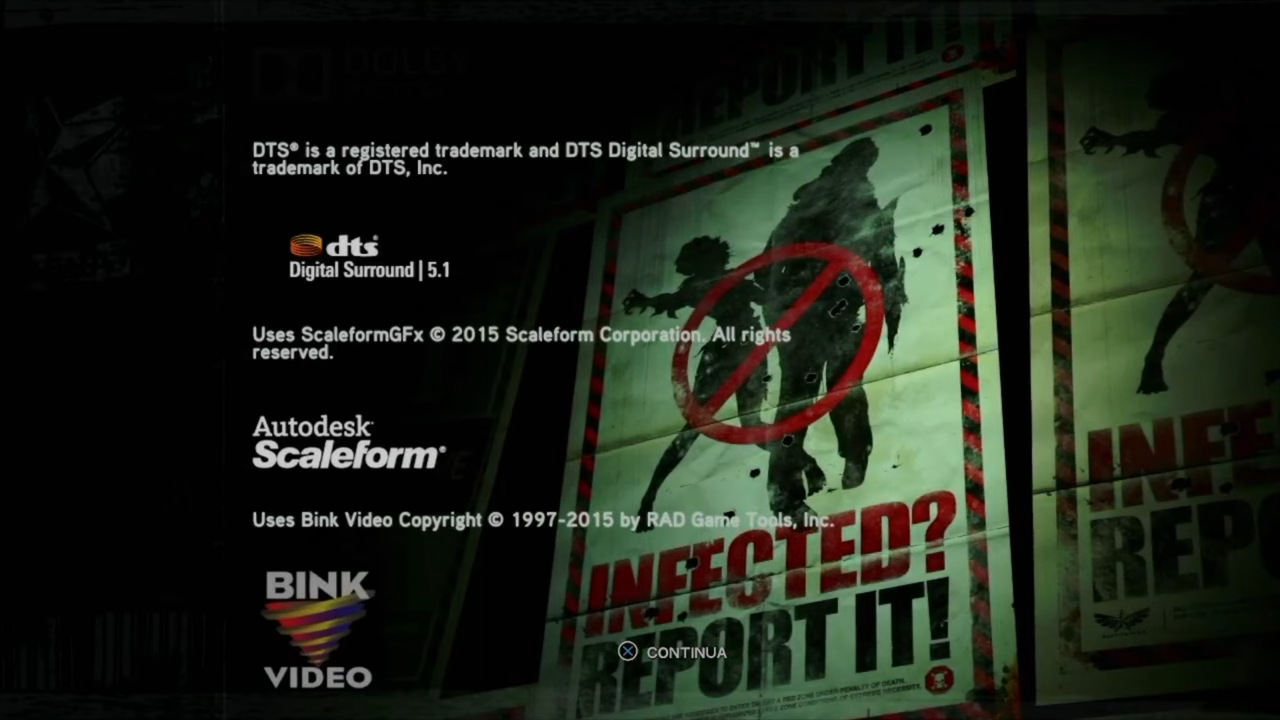 DOLBY
REPORT IT!
DTS® is a registered trademark and DTS Digital Surround™ is a
trademark of DTS, Inc.
dts
Digital Surround | 5.1
Uses ScaleformGFx © 2015 Scaleform Corporation. All rights
reserved.
Autodesk
Scaleform®
Uses Bink Video Copyright © 1997-2015 by RAD Game Tools, Inc.
BINK
VIDEO
INFECTED?
REPORT IT!
CONTINUA
INFE
REPO